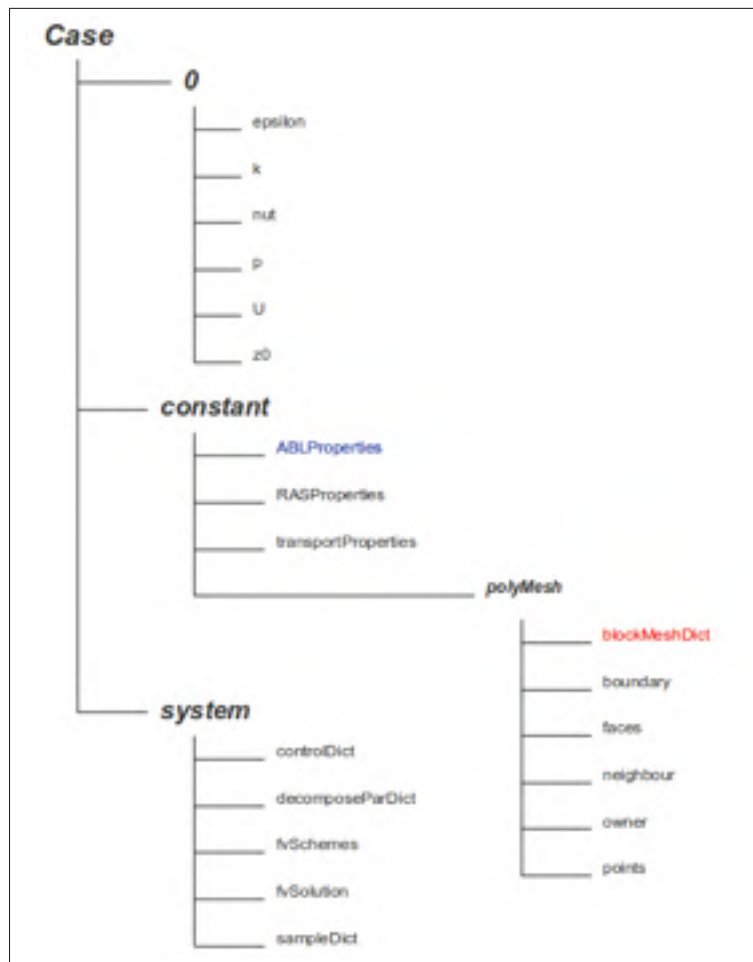 Case
0
epsilon
k
nut
P
U
z0
constant
ABLProperties
RASProperties
transportProperties
polyMesh
blockMeshDict
boundary
faces
neighbour
owner
points
system
controlDict
decomposeParDict
fvSchemes
fvSolution
sampleDict